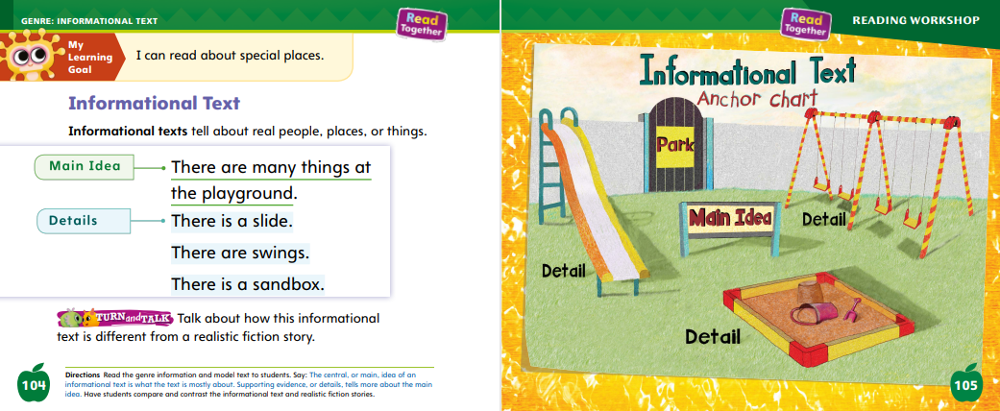 GENRE: INFORMATIONAL TEXT
Read
Together
My
Learning
Goal
I can read about special places.
Informational Text
Informational texts tell about real people, places, or things.
Main Idea
There are many things at
the playground.
Details
There is a slide.
There are swings.
There is a sandbox.
TURN and TALK Talk about how this informational
text is different from a realistic fiction story.
104
Directions Read the genre information and model text to students. Say: The central, or main, idea of an
informational text is what the text is mostly about. Supporting evidence, or details, tells more about the main
idea. Have students compare and contrast the informational text and realistic fiction stories.
Read
Together
READING WORKSHOP
Informational Text
Anchor chart
Park
Main Idea
Detail
Detail
Detail
105